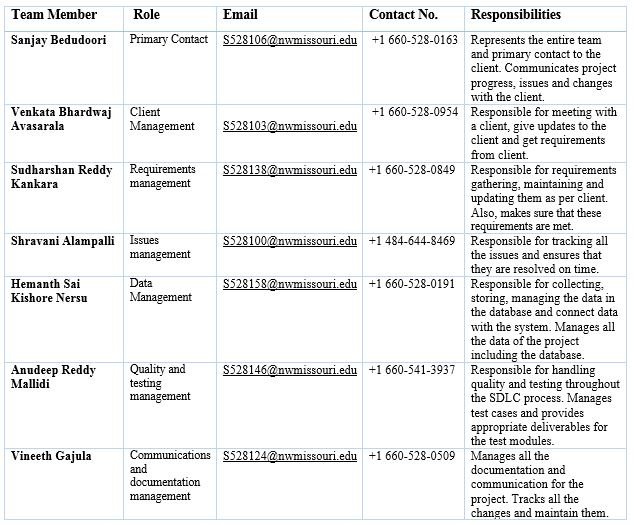 Team Member Role Email Contact No. Responsibilities
Sanjay Bedudoori Primary Contact S528106@nwmissouri.edu +1 660-528-0163 Represents the entire team
and primary contact to the
client. Communicates project
progress, issues and changes
with the client.
Venkata Bhardwaj Client +1 660-528-0954 Responsible for meeting with
Avasarala Management S528103@nwmissouri.edu a client, give updates to the
client and get requirements
from client.
Sudharshan Reddy Requirements S528138@nwmissouri.edu +1 660-528-0849 Responsible for requirements
Kankara management gathering, maintaining and
updating them as per client.
Also, makes sure that these
requirements are met.
Shravani Alampalli Issues S528100@nwmissouri.edu +1 484-644-8469 Responsible for tracking all
management the issues and ensures that
they are resolved on time.
Hemanth Sai Data S528158@nwmissouri.edu +1 660-528-0191 Responsible for collecting,
Kishore Nersu Management storing, managing the data in
the database and connect data
with the system. Manages all
the data of the project
including the database.
Anudeep Reddy Quality and S528146@nwmissouri.edu +1 660-541-3937 Responsible for handling
Mallidi testing quality and testing throughout
management the SDLC process. Manages
test cases and provides
appropriate deliverables for
the test modules.
Vineeth Gajula Communications S528124@nwmissouri.edu +1 660-528-0509 Manages all the
and documentation and
documentation communication for the
management project. Tracks all the
changes and maintain them.